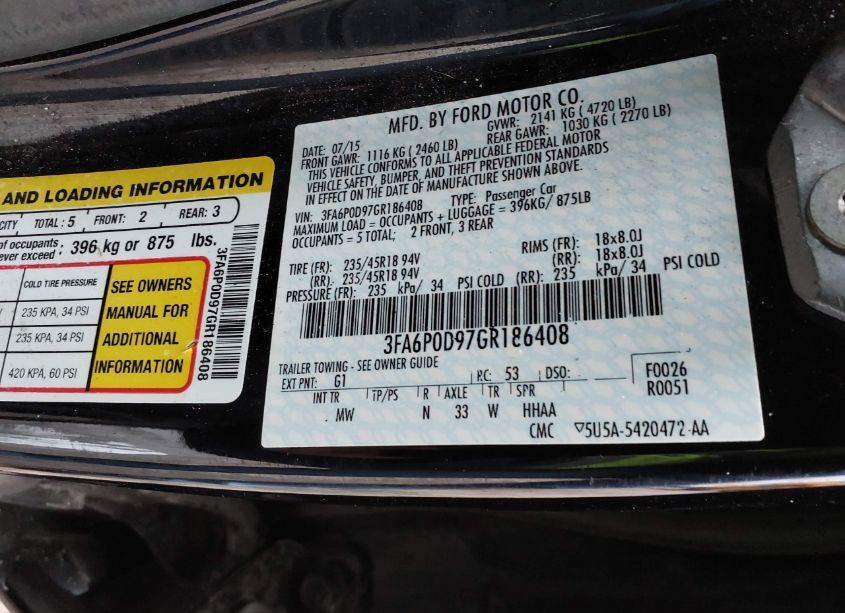 AND LOADING INFORMATION
CITY TOTAL : 5 FRONT: 2 REAR: 3
of occupants 396 kg or 875 lbs.
ever exceed.
COLD TIRE PRESSURE
235 KPA, 34 PSI
235 KPA, 34 PSI
420 KPA, 60 PSI
SEE OWNERS
MANUAL FOR
ADDITIONAL
INFORMATION
3FA6P0D97GR186408
MFD. BY FORD MOTOR CO.
DATE: 07/15 GVWR: 2141 KG ( 4720 LB)
FRONT GAWR: 1116 KG ( 2460 LB) REAR GAWR: 1030 KG ( 2270 LB)
THIS VEHICLE CONFORMS TO ALL APPLICABLE FEDERAL MOTOR
VEHICLE SAFETY, BUMPER, AND THEFT PREVENTION STANDARDS
IN EFFECT ON THE DATE OF MANUFACTURE SHOWN ABOVE.
VIN: 3FA6P0D97GR186408 TYPE: Passenger Car
MAXIMUM LOAD = OCCUPANTS + LUGGAGE = 396KG/ 875LB
OCCUPANTS = 5 TOTAL; 2 FRONT, 3 REAR
TIRE (FR): 235/45R18 94V RIMS (FR): 18x8.0J
(RR): 235/45R18 94V (RR): 18x8.0J
PRESSURE (FR): 235 kPa/ 34 PSI COLD (RR): 235 kPa/ 34 PSI COLD
3FA6P0D97GR186408
TRAILER TOWING - SEE OWNER GUIDE
EXT PNT: G1 RC: 53 DSO: F0026
INT TR TP/PS R AXLE TR SPR R0051
. MW N 33 W HHAA
CMC ▽5U5A-5420472-AA